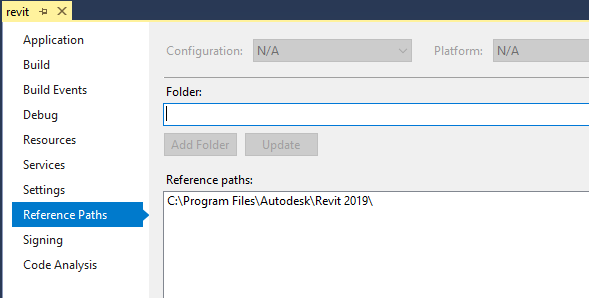 revit
Application
Build
Build Events
Debug
Resources
Services
Settings
Reference Paths
Signing
Code Analysis
Configuration: N/A Platform: N/A
Folder:
Add Folder Update
Reference paths:
C:\Program Files\Autodesk\Revit 2019\